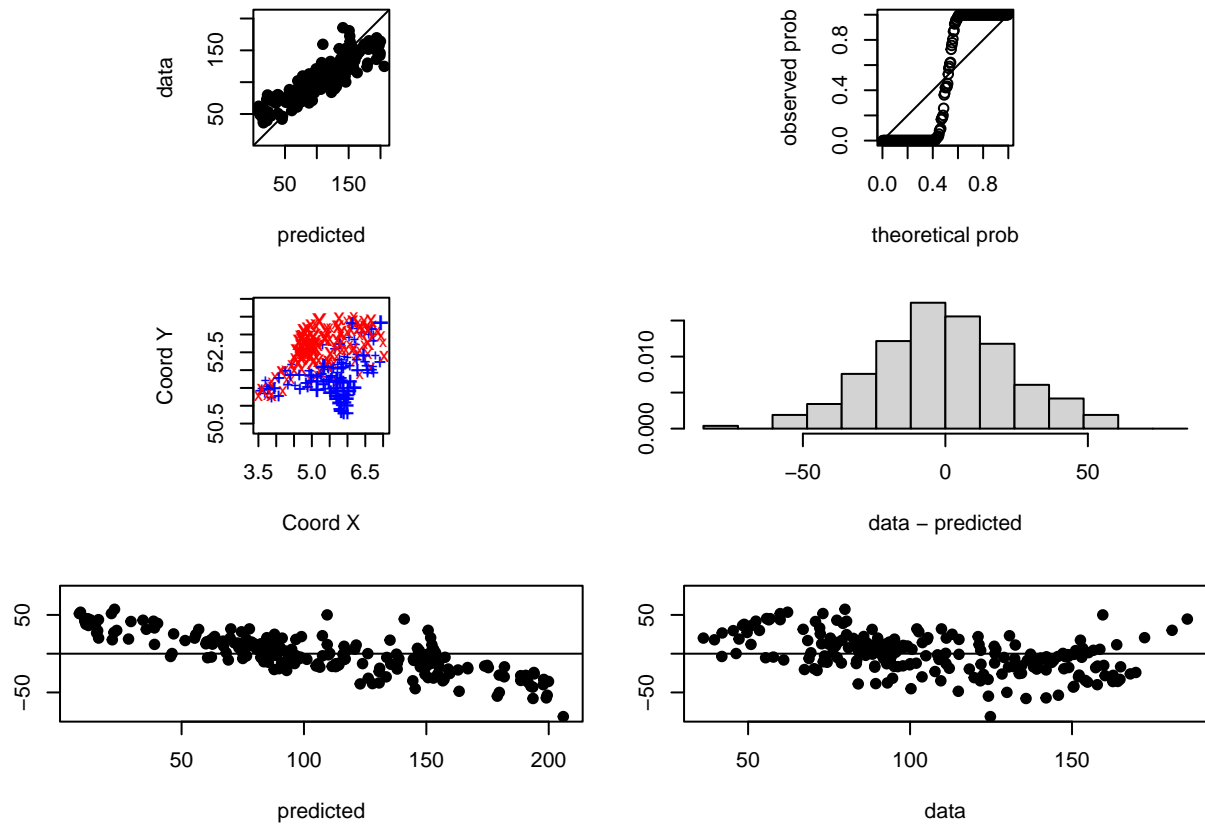 data
50 150
50 150
predicted
observed prob
0.0 0.4 0.8
0.0 0.4 0.8
theoretical prob
Coord Y
50.5 52.5
3.5 5.0 6.5
Coord X
0.000 0.010
−50 0 50
data − predicted
−50 50
50 100 150 200
predicted
−50 50
50 100 150
data